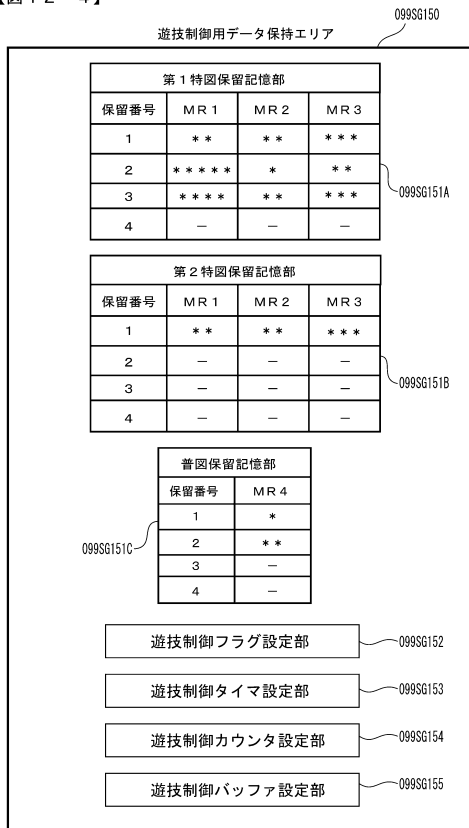 【図12-4】
099SG150
遊技制御用データ保持エリア
第1特図保留記憶部
保留番号 MR1 MR2 MR3
1 ** ** ***
2 ***** * **
3 **** ** ***
4 － － －
099SG151A
第2特図保留記憶部
保留番号 MR1 MR2 MR3
1 ** ** ***
2 － － －
3 － － －
4 － － －
099SG151B
普図保留記憶部
保留番号 MR4
1 *
2 **
3 －
4 －
099SG151C
遊技制御フラグ設定部 099SG152
遊技制御タイマ設定部 099SG153
遊技制御カウンタ設定部 099SG154
遊技制御バッファ設定部 099SG155